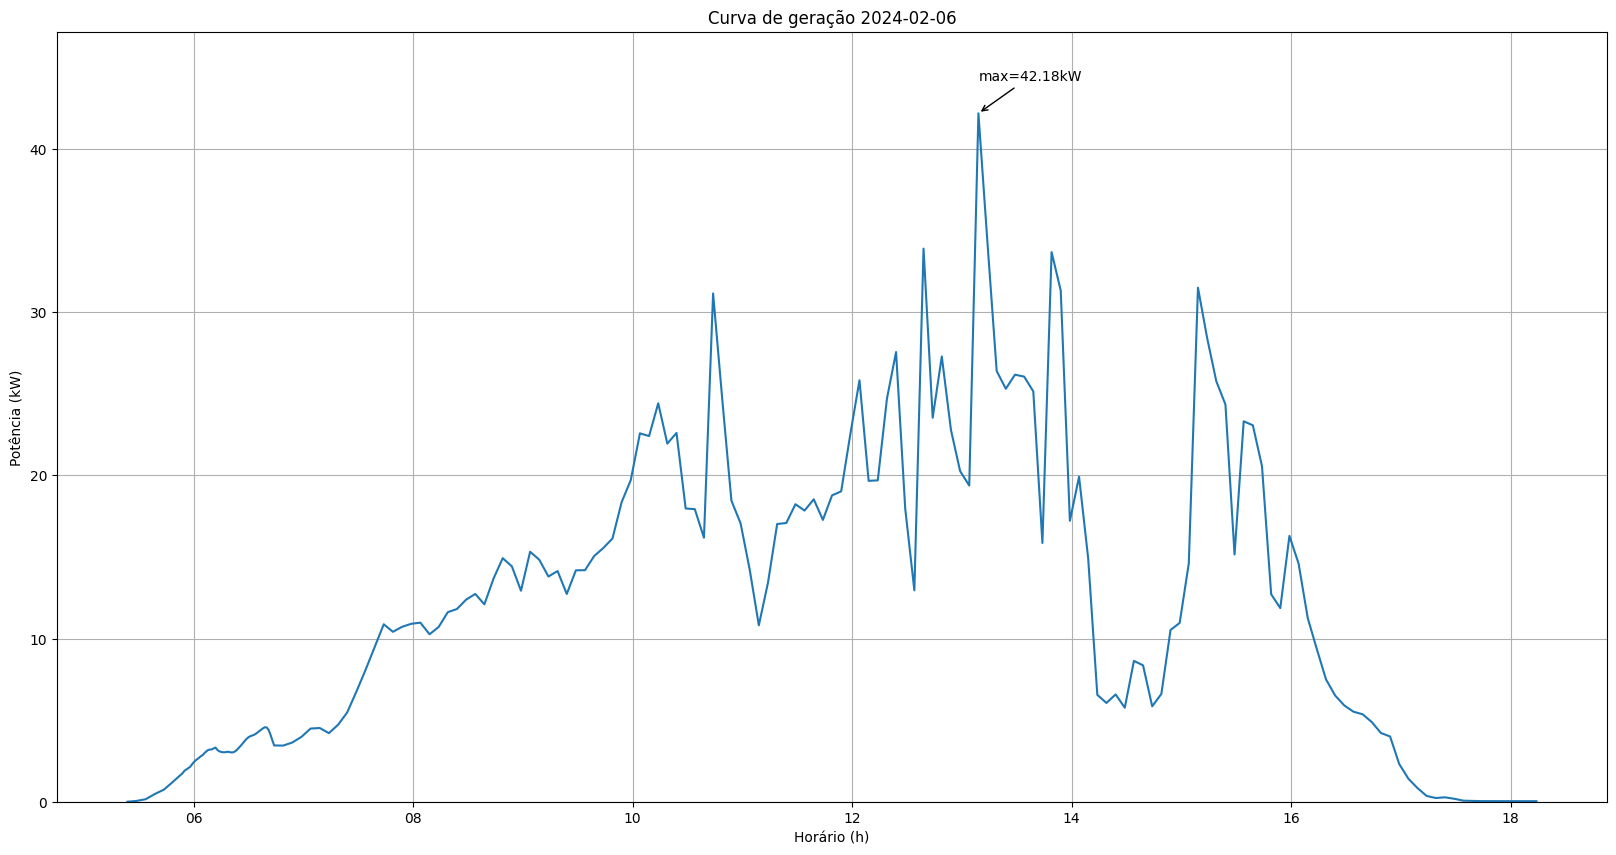 Curva de geração 2024-02-06
max=42.18kW
Potência (kW)
40
30
20
10
0
06 08 10 12 14 16 18
Horário (h)